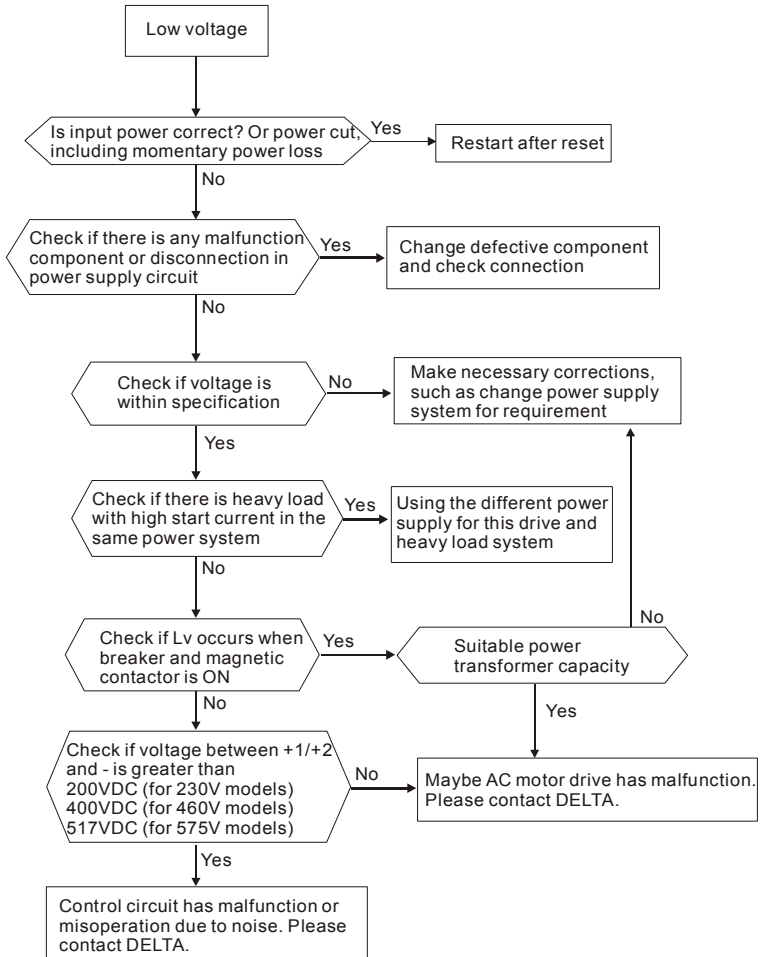 Low voltage
Is input power correct? Or power cut,
including momentary power loss
Yes
Restart after reset
No
Check if there is any malfunction
component or disconnection in
power supply circuit
Yes
Change defective component
and check connection
No
Check if voltage is
within specification
No
Make necessary corrections,
such as change power supply
system for requirement
Yes
Check if there is heavy load
with high start current in the
same power system
Yes
Using the different power
supply for this drive and
heavy load system
No
Check if Lv occurs when
breaker and magnetic
contactor is ON
Yes
Suitable power
transformer capacity
No
Yes
No
Check if voltage between +1/+2
and - is greater than
200VDC (for 230V models)
400VDC (for 460V models)
517VDC (for 575V models)
No
Maybe AC motor drive has malfunction.
Please contact DELTA.
Yes
Control circuit has malfunction or
misoperation due to noise. Please
contact DELTA.